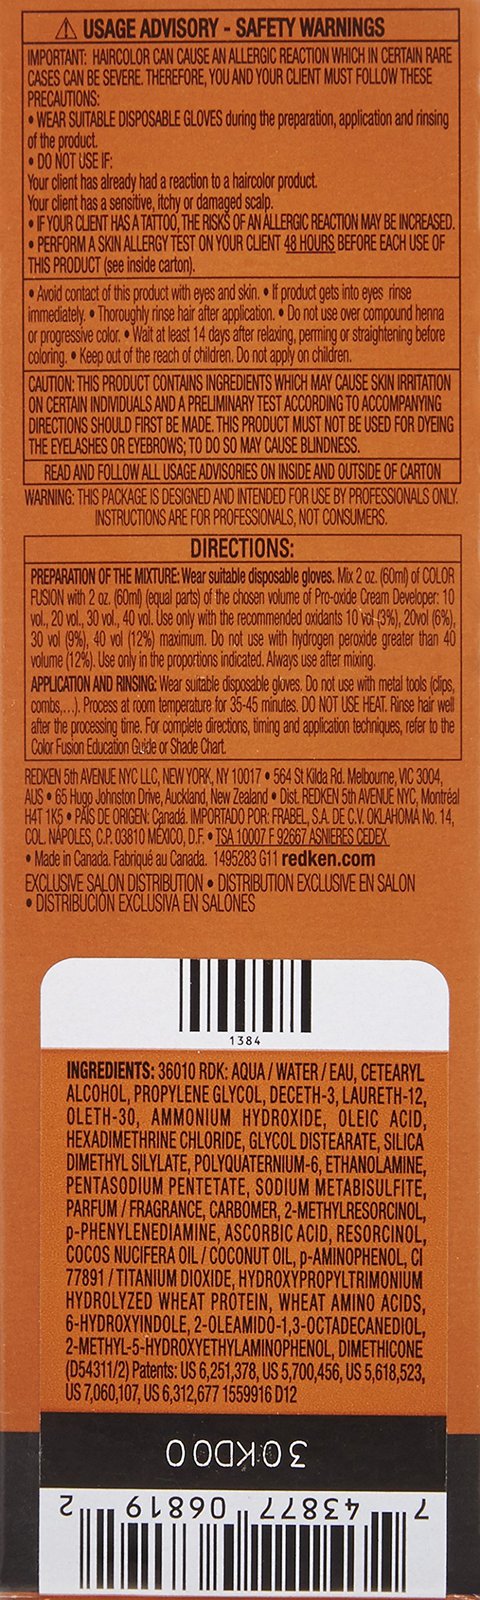 ⚠ USAGE ADVISORY - SAFETY WARNINGS
IMPORTANT: HAIRCOLOR CAN CAUSE AN ALLERGIC REACTION WHICH IN CERTAIN RARE
CASES CAN BE SEVERE. THEREFORE, YOU AND YOUR CLIENT MUST FOLLOW THESE
PRECAUTIONS:
• WEAR SUITABLE DISPOSABLE GLOVES during the preparation, application and rinsing
of the product.
• DO NOT USE IF:
Your client has already had a reaction to a haircolor product.
Your client has a sensitive, itchy or damaged scalp.
• IF YOUR CLIENT HAS A TATTOO, THE RISKS OF AN ALLERGIC REACTION MAY BE INCREASED.
• PERFORM A SKIN ALLERGY TEST ON YOUR CLIENT 48 HOURS BEFORE EACH USE OF
THIS PRODUCT (see inside carton).
• Avoid contact of this product with eyes and skin. • If product gets into eyes rinse
immediately. • Thoroughly rinse hair after application. • Do not use over compound henna
or progressive color. • Wait at least 14 days after relaxing, perming or straightening before
coloring. • Keep out of the reach of children. Do not apply on children.
CAUTION: THIS PRODUCT CONTAINS INGREDIENTS WHICH MAY CAUSE SKIN IRRITATION
ON CERTAIN INDIVIDUALS AND A PRELIMINARY TEST ACCORDING TO ACCOMPANYING
DIRECTIONS SHOULD FIRST BE MADE. THIS PRODUCT MUST NOT BE USED FOR DYEING
THE EYELASHES OR EYEBROWS; TO DO SO MAY CAUSE BLINDNESS.
READ AND FOLLOW ALL USAGE ADVISORIES ON INSIDE AND OUTSIDE OF CARTON
WARNING: THIS PACKAGE IS DESIGNED AND INTENDED FOR USE BY PROFESSIONALS ONLY.
INSTRUCTIONS ARE FOR PROFESSIONALS, NOT CONSUMERS.
DIRECTIONS:
PREPARATION OF THE MIXTURE: Wear suitable disposable gloves. Mix 2 oz. (60ml) of COLOR
FUSION with 2 oz. (60ml) (equal parts) of the chosen volume of Pro-oxide Cream Developer: 10
vol., 20 vol., 30 vol., 40 vol. Use only with the recommended oxidants 10 vol (3%), 20vol (6%),
30 vol (9%), 40 vol (12%) maximum. Do not use with hydrogen peroxide greater than 40
volume (12%). Use only in the proportions indicated. Always use after mixing.
APPLICATION AND RINSING: Wear suitable disposable gloves. Do not use with metal tools (clips,
combs,...). Process at room temperature for 35-45 minutes. DO NOT USE HEAT. Rinse hair well
after the processing time. For complete directions, timing and application techniques, refer to the
Color Fusion Education Guide or Shade Chart.
REDKEN 5th AVENUE NYC LLC, NEW YORK, NY 10017 • 564 St Kilda Rd. Melbourne, VIC 3004,
AUS • 65 Hugo Johnston Drive, Auckland, New Zealand • Dist. REDKEN 5th AVENUE NYC, Montréal
H4T 1K5 • PAÍS DE ORIGEN: Canadá. IMPORTADO POR: FRABEL, S.A. DE C.V. OKLAHOMA No. 14,
COL. NÁPOLES, C.P. 03810 MÉXICO, D.F. • TSA 10007 F 92667 ASNIERES CEDEX
• Made in Canada. Fabriqué au Canada. 1495283 G11 redken.com
EXCLUSIVE SALON DISTRIBUTION • DISTRIBUTION EXCLUSIVE EN SALON
• DISTRIBUCIÓN EXCLUSIVA EN SALONES
1384
INGREDIENTS: 36010 RDK: AQUA / WATER / EAU, CETEARYL
ALCOHOL, PROPYLENE GLYCOL, DECETH-3, LAURETH-12,
OLETH-30, AMMONIUM HYDROXIDE, OLEIC ACID,
HEXADIMETHRINE CHLORIDE, GLYCOL DISTEARATE, SILICA
DIMETHYL SILYLATE, POLYQUATERNIUM-6, ETHANOLAMINE,
PENTASODIUM PENTETATE, SODIUM METABISULFITE,
PARFUM / FRAGRANCE, CARBOMER, 2-METHYLRESORCINOL,
p-PHENYLENEDIAMINE, ASCORBIC ACID, RESORCINOL,
COCOS NUCIFERA OIL / COCONUT OIL, p-AMINOPHENOL, CI
77891 / TITANIUM DIOXIDE, HYDROXYPROPYLTRIMONIUM
HYDROLYZED WHEAT PROTEIN, WHEAT AMINO ACIDS,
6-HYDROXYINDOLE, 2-OLEAMIDO-1,3-OCTADECANEDIOL,
2-METHYL-5-HYDROXYETHYLAMINOPHENOL, DIMETHICONE
(D54311/2) Patents: US 6,251,378, US 5,700,456, US 5,618,523,
US 7,060,107, US 6,312,677 1559916 D12
30KD00
7 43877 06819 2